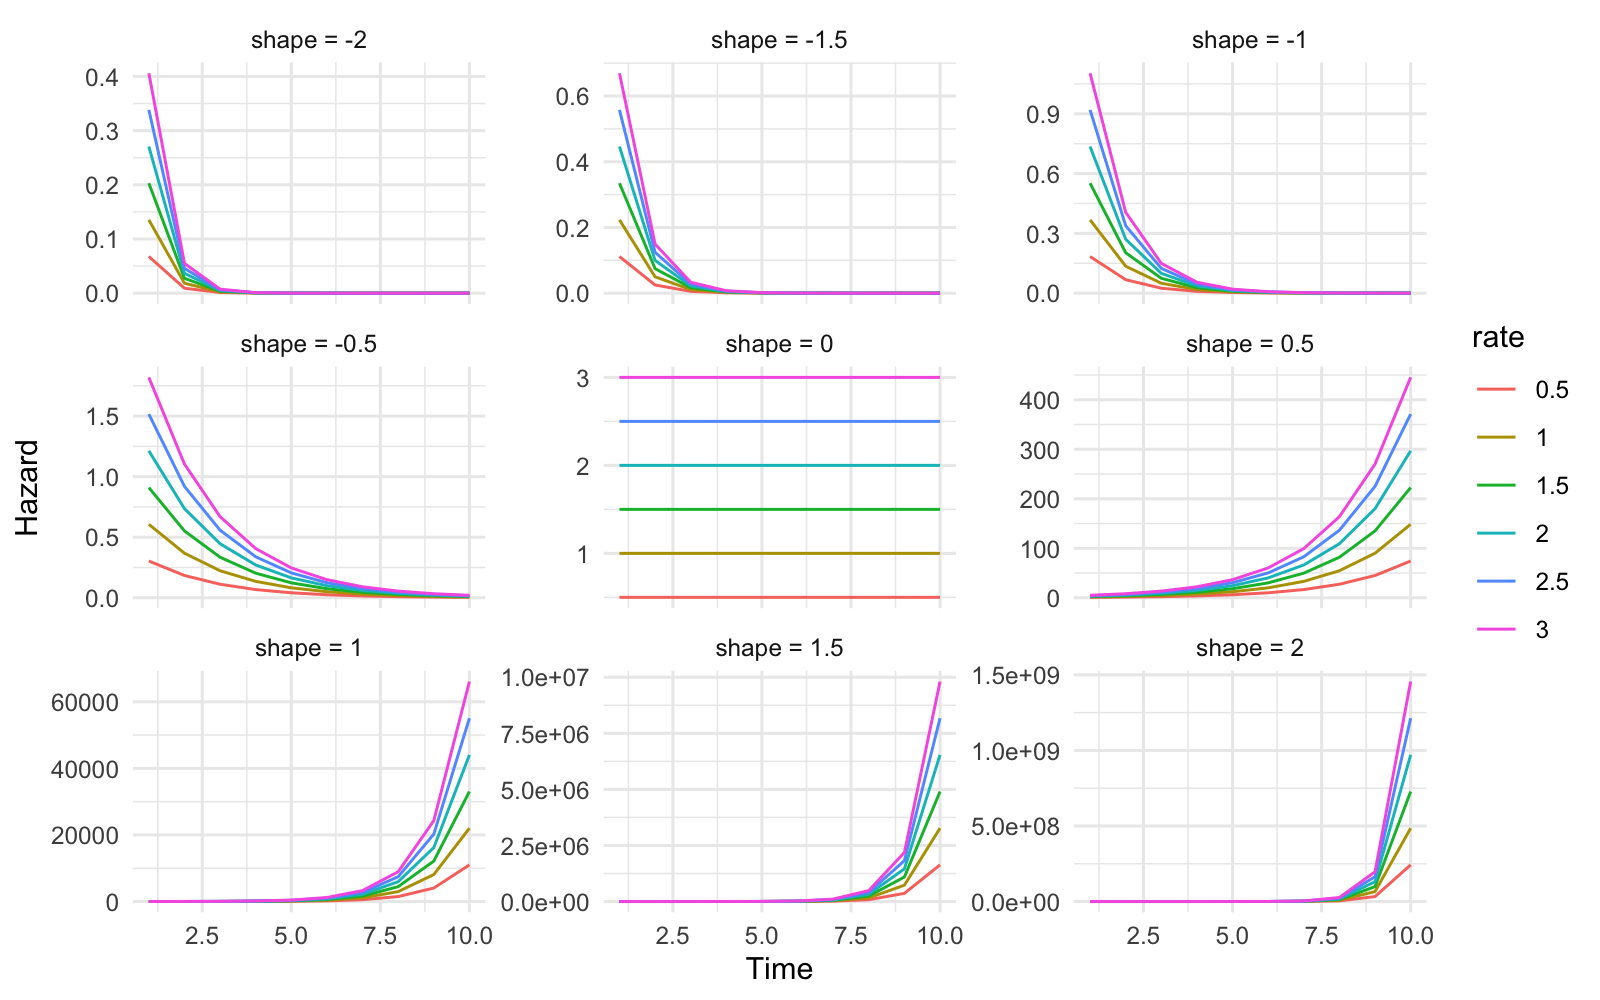 shape = -2
shape = -1.5
shape = -1
0.4
0.3
0.2
0.1
0.0
0.6
0.4
0.2
0.0
0.9
0.6
0.3
0.0
shape = -0.5
shape = 0
shape = 0.5
1.5
1.0
0.5
0.0
3
2
1
400
300
200
100
0
shape = 1
shape = 1.5
shape = 2
60000
40000
20000
0
1.0e+07
7.5e+06
5.0e+06
2.5e+06
0.0e+00
1.5e+09
1.0e+09
5.0e+08
0.0e+00
2.5 5.0 7.5 10.0
2.5 5.0 7.5 10.0
2.5 5.0 7.5 10.0
Time
Hazard
rate
0.5
1
1.5
2
2.5
3